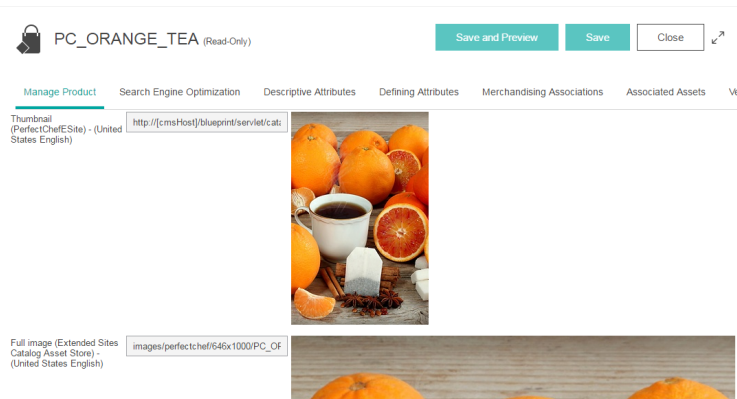 PC_ORANGE_TEA (Read-Only)
Save and Preview
Save
Close
Manage Product
Search Engine Optimization
Descriptive Attributes
Defining Attributes
Merchandising Associations
Associated Assets
Ve
Thumbnail
(PerfectChefESite) - (United
States English)
http://[cmsHost]/blueprint/servlet/cata
Full image (Extended Sites
Catalog Asset Store) -
(United States English)
images/perfectchef/646x1000/PC_OF